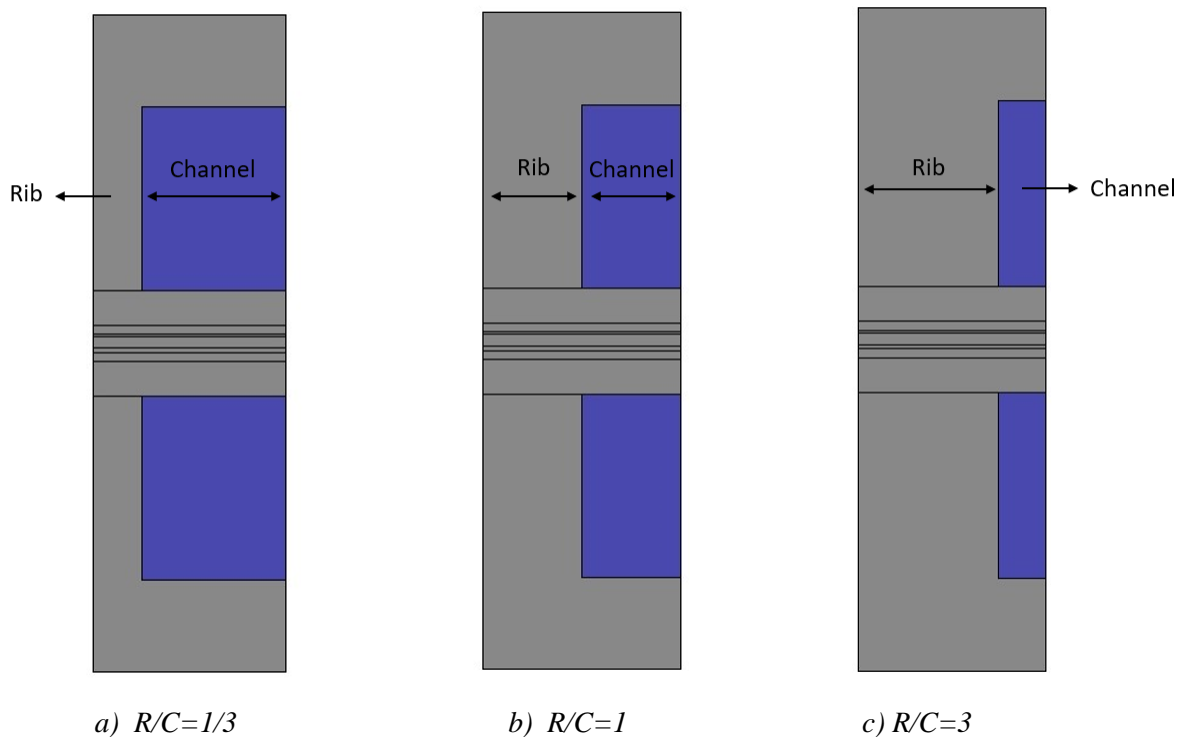 Channel
Rib
Rib
Channel
Rib
Channel
a) R/C=1/3
b) R/C=1
c) R/C=3